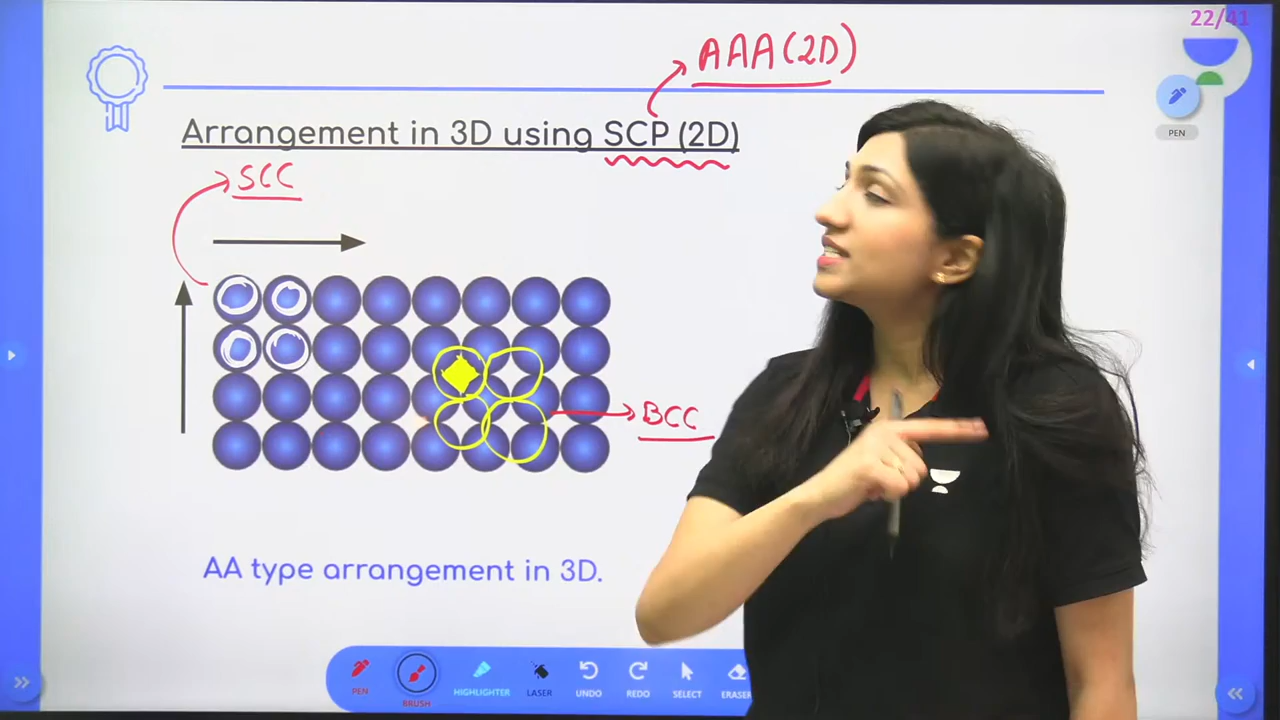 22/41
AAA (2D)
PEN
Arrangement in 3D using SCP (2D)
SCC
BCC
AA type arrangement in 3D.
PEN
BRUSH
HIGHLIGHTER
LASER
UNDO
REDO
SELECT
ERASER